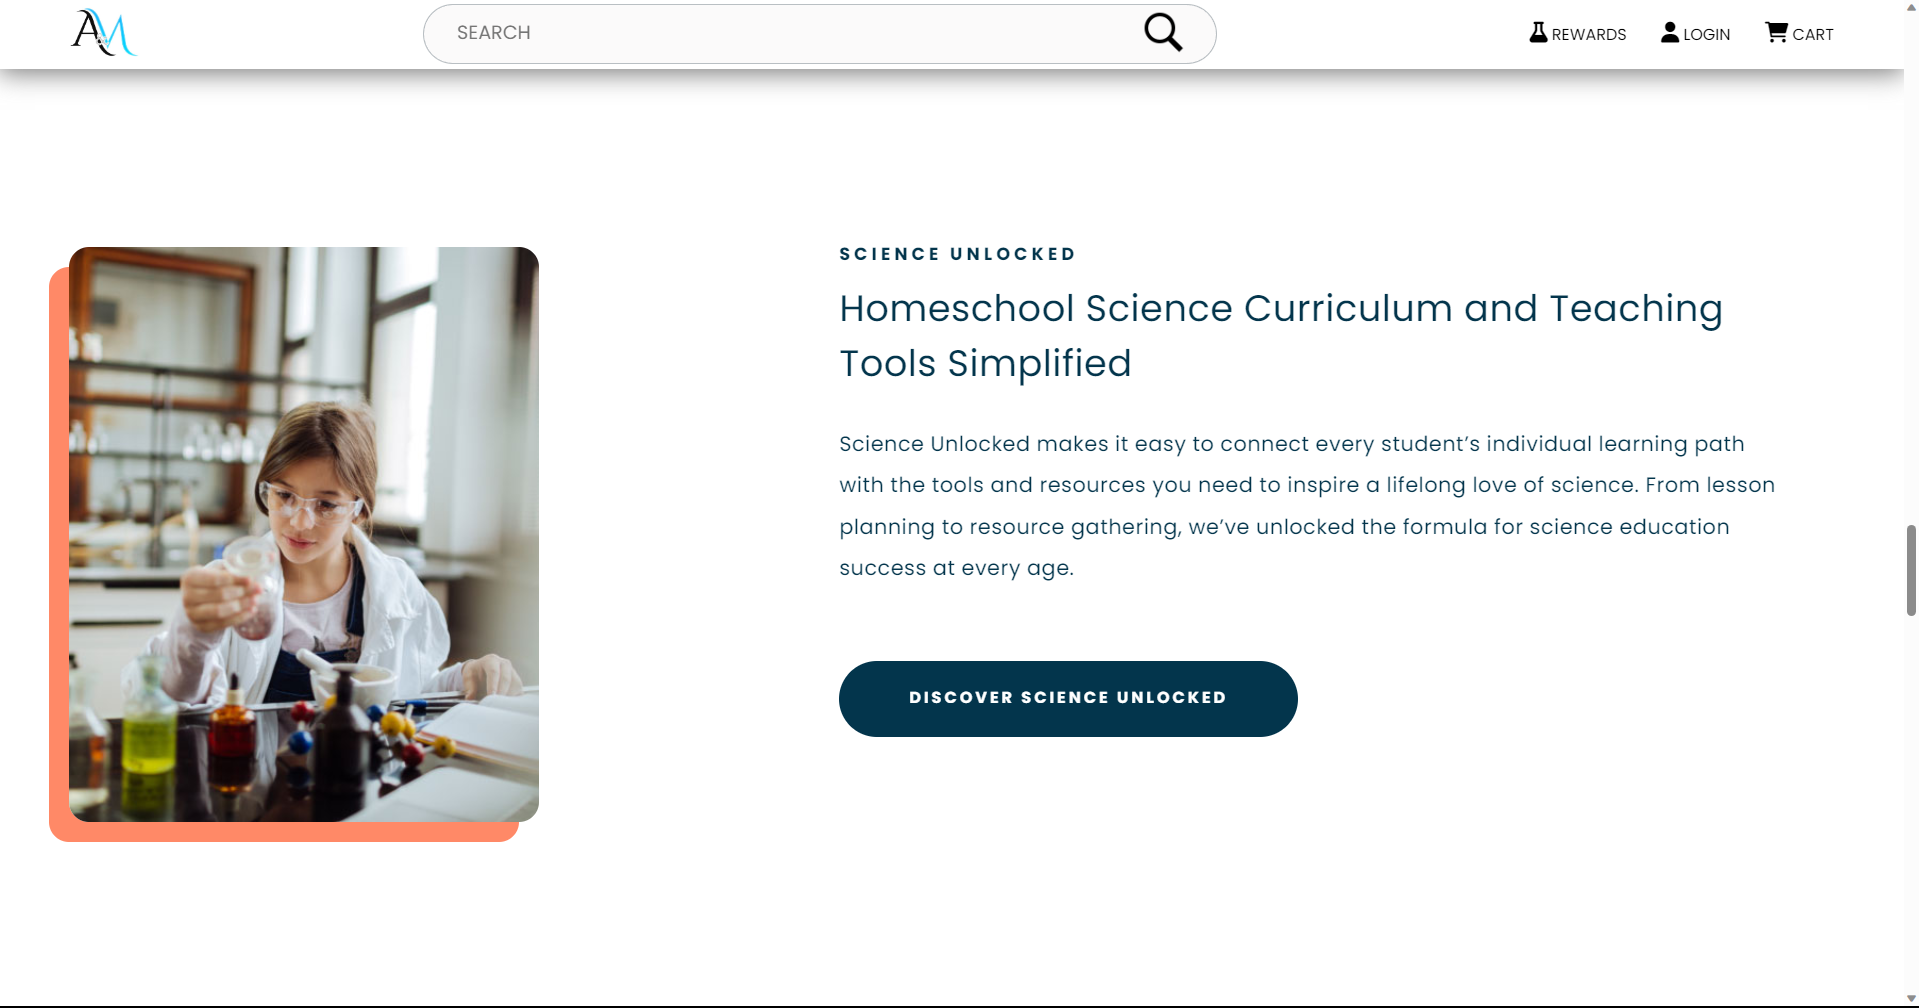 AM
SEARCH
REWARDS
LOGIN
CART
SCIENCE UNLOCKED
Homeschool Science Curriculum and Teaching
Tools Simplified
Science Unlocked makes it easy to connect every student’s individual learning path
with the tools and resources you need to inspire a lifelong love of science. From lesson
planning to resource gathering, we’ve unlocked the formula for science education
success at every age.
DISCOVER SCIENCE UNLOCKED